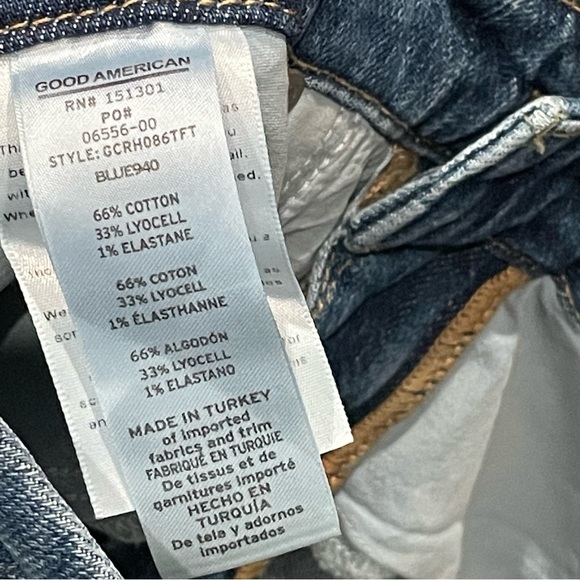 GOOD AMERICAN
RN# 151301
PO#
06556-00
STYLE:GCRH086TFT
BLUE940
66% COTTON
33% LYOCELL
1% ELASTANE
66% COTON
33% LYOCELL
1% ÉLASTHANNE
66% ALGODÓN
33% LYOCELL
1% ELASTANO
MADE IN TURKEY
of imported
fabrics and trim
FABRIQUÉ EN TURQUIE
De tissus et de
garnitures importé
HECHO EN
TURQUÍA
De tela y adornos
importados